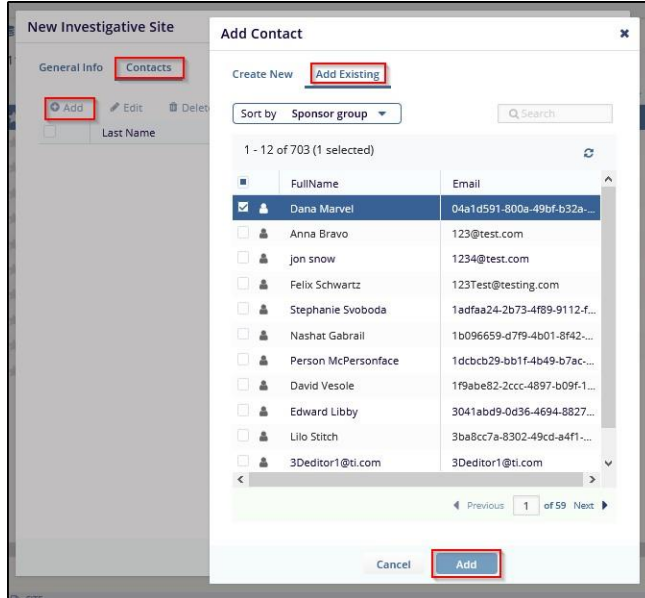 New Investigative Site
General Info Contacts
Add Edit Delet
Last Name
Add Contact
Create New Add Existing
Sort by Sponsor group
Search
1 - 12 of 703 (1 selected)
FullName Email
Dana Marvel 04a1d591-800a-49bf-b32a-...
Anna Bravo 123@test.com
jon snow 1234@test.com
Felix Schwartz 123Test@testing.com
Stephanie Svoboda 1adfaa24-2b73-4f89-9112-f...
Nashat Gabrail 1b096659-d7f9-4b01-8f42-...
Person McPersonface 1dcbcb29-bb1f-4b49-b7ac-...
David Vesole 1f9abe82-2ccc-4897-b09f-1...
Edward Libby 3041abd9-0d36-4694-8827...
Lilo Stitch 3ba8cc7a-8302-49cd-a4f1-...
3Deditor1@ti.com 3Deditor1@ti.com
Previous 1 of 59 Next
Cancel Add